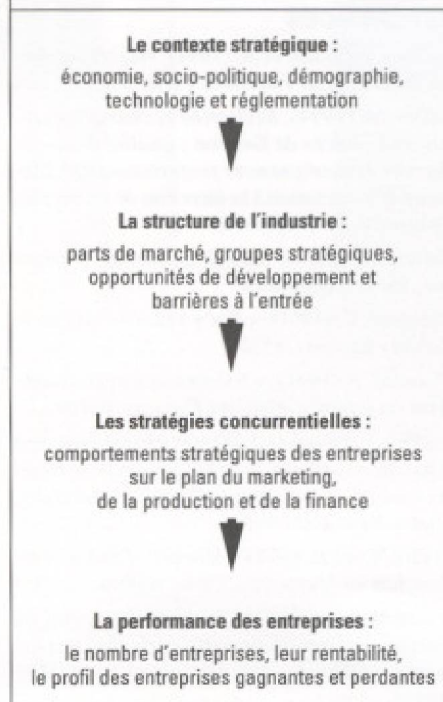 Le contexte stratégique :
économie, socio-politique, démographie,
technologie et réglementation
La structure de l'industrie :
parts de marché, groupes stratégiques,
opportunités de développement et
barrières à l'entrée
Les stratégies concurrentielles :
comportements stratégiques des entreprises
sur le plan du marketing,
de la production et de la finance
La performance des entreprises :
le nombre d'entreprises, leur rentabilité,
le profil des entreprises gagnantes et perdantes